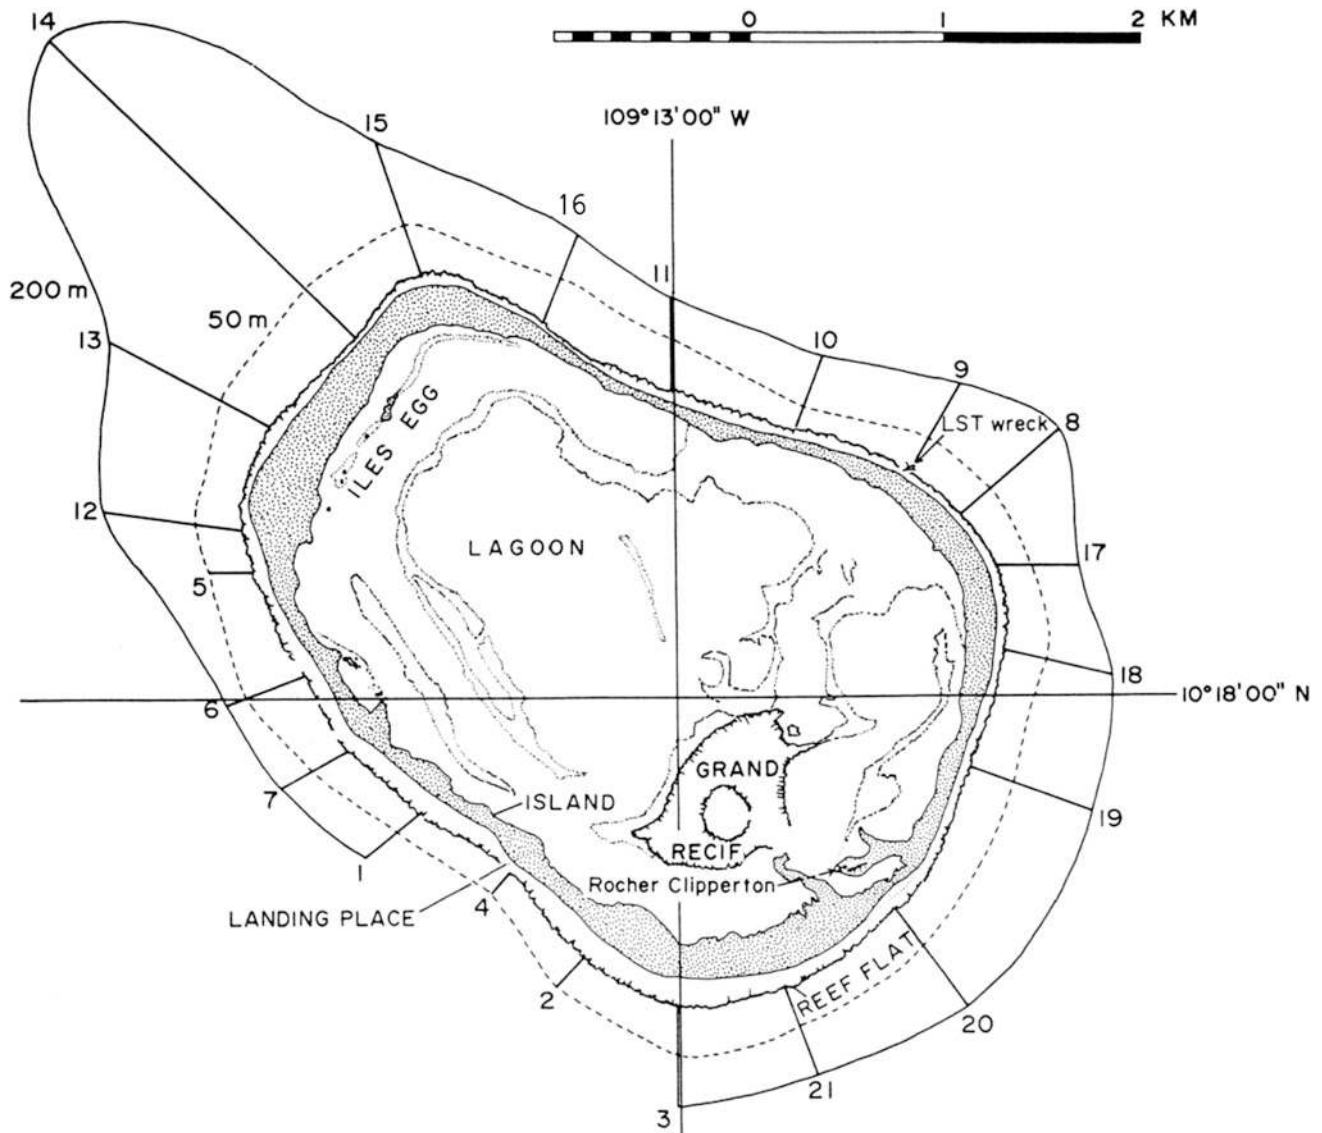 14
0 1 2 KM
109° 13' 00" W
15
16
11
200 m
50 m
13
10
9
LST wreck
8
ILES EGG
12
LAGOON
17
5
18
6
10° 18' 00" N
GRAND
7
ISLAND
19
RECIF
1
Rocher Clipperton
4
LANDING PLACE
REEF FLAT
2
20
21
3